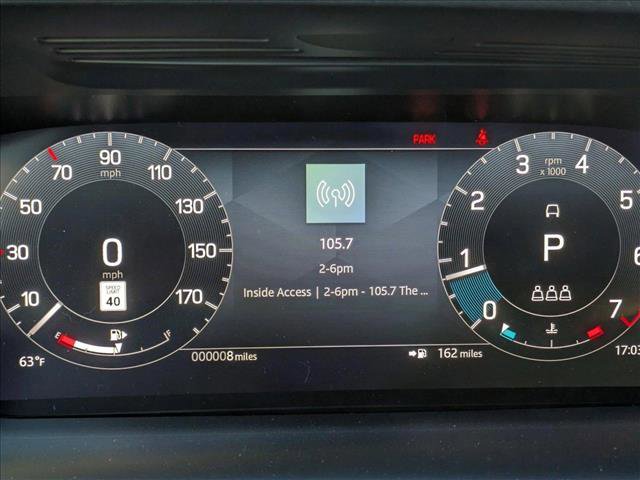 PARK
90
mph
70
110
50
130
30
150
10
170
0
mph
SPEED
LIMIT
40
E
F
63°F
000008 miles
105.7
2-6pm
Inside Access | 2-6pm - 105.7 The ...
162 miles
3
rpm
x 1000
4
2
5
1
6
P
0
7
17:03